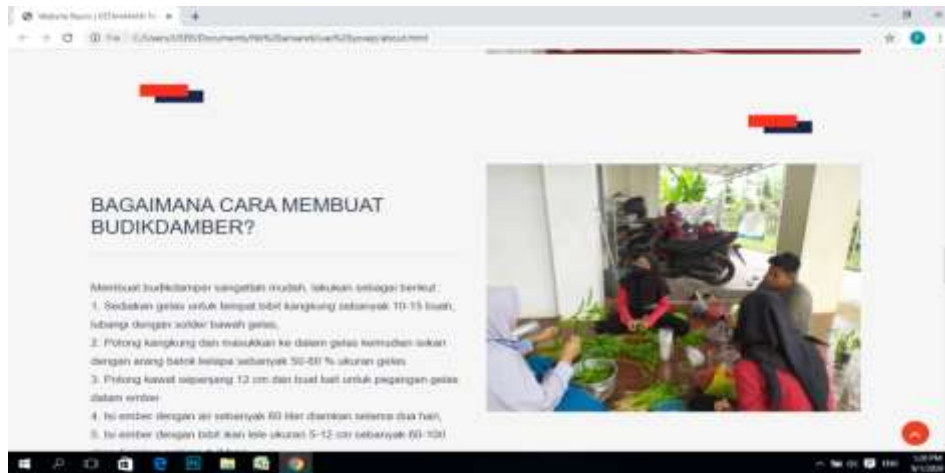 BAGAIMANA CARA MEMBUAT
BUDIKDAMBER?
Membuat budikdamper sangatlah mudah, lakukan sebagai berikut :
1. Sediakan gelas untuk tempat bibit kangkung sebanyak 10-15 buah,
lubangi dengan solder bawah gelas,
2. Potong kangkung dan masukkan ke dalam gelas kemudian isikan
dengan arang batok kelapa sebanyak 50-80 % ukuran gelas
3. Potong kawat sepanjang 12 cm dan buat kait untuk pegangan gelas
dalam ember
4. Isi ember dengan air sebanyak 60 liter diamkan selama dua hari,
5. Isi ember dengan bibit ikan lele ukuran 5-12 cm sebanyak 60-100